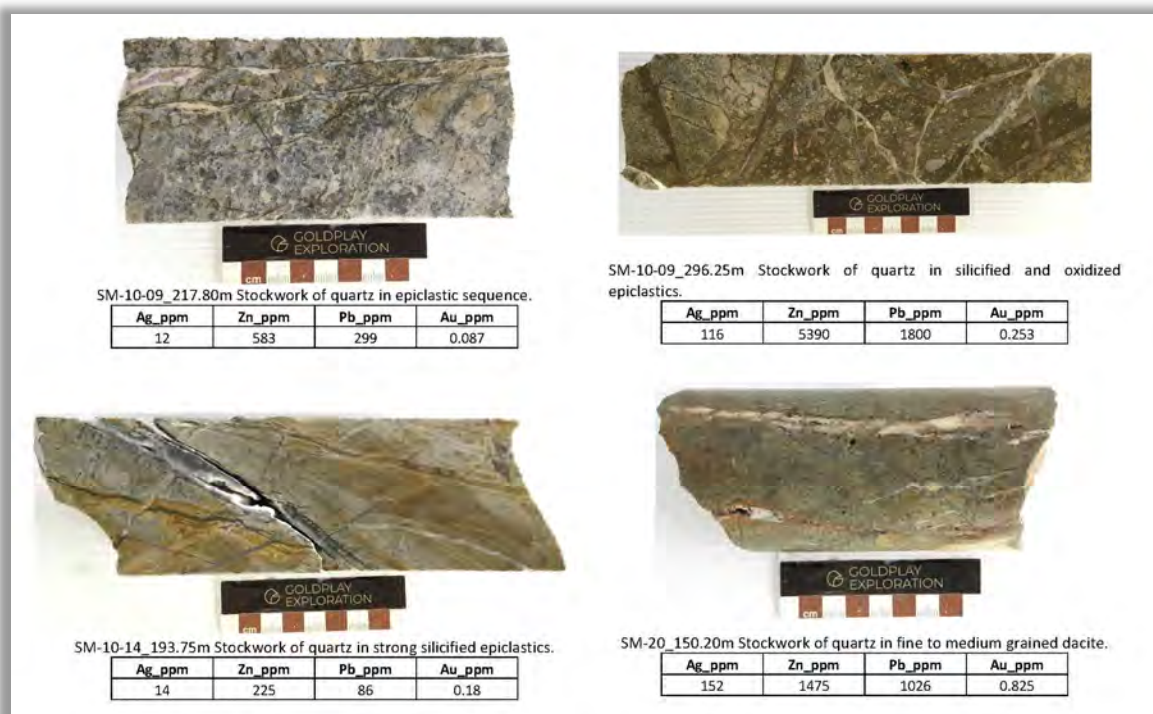 GOLDPLAY
EXPLORATION
cm
SM-10-09_217.80m Stockwork of quartz in epiclastic sequence.
Ag_ppm Zn_ppm Pb_ppm Au_ppm
12 583 299 0.087
GOLDPLAY
EXPLORATION
cm
SM-10-09_296.25m Stockwork of quartz in silicified and oxidized
epiclastics.
Ag_ppm Zn_ppm Pb_ppm Au_ppm
116 5390 1800 0.253
GOLDPLAY
EXPLORATION
cm
SM-10-14_193.75m Stockwork of quartz in strong silicified epiclastics.
Ag_ppm Zn_ppm Pb_ppm Au_ppm
14 225 86 0.18
GOLDPLAY
EXPLORATION
cm
SM-20_150.20m Stockwork of quartz in fine to medium grained dacite.
Ag_ppm Zn_ppm Pb_ppm Au_ppm
152 1475 1026 0.825